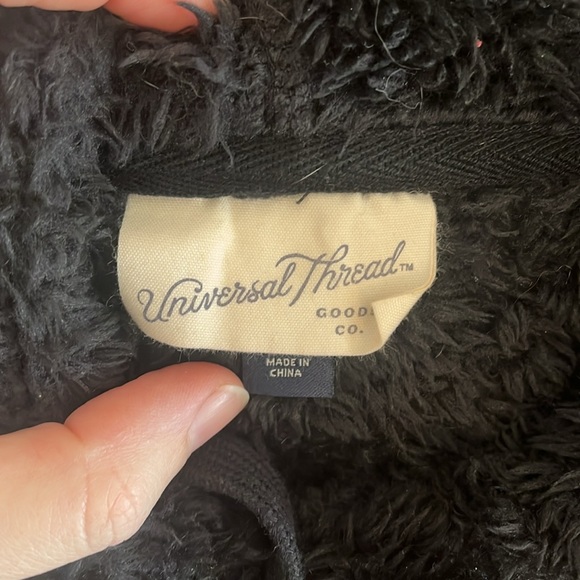 Universal Thread™
GOODS
CO.
MADE IN
CHINA